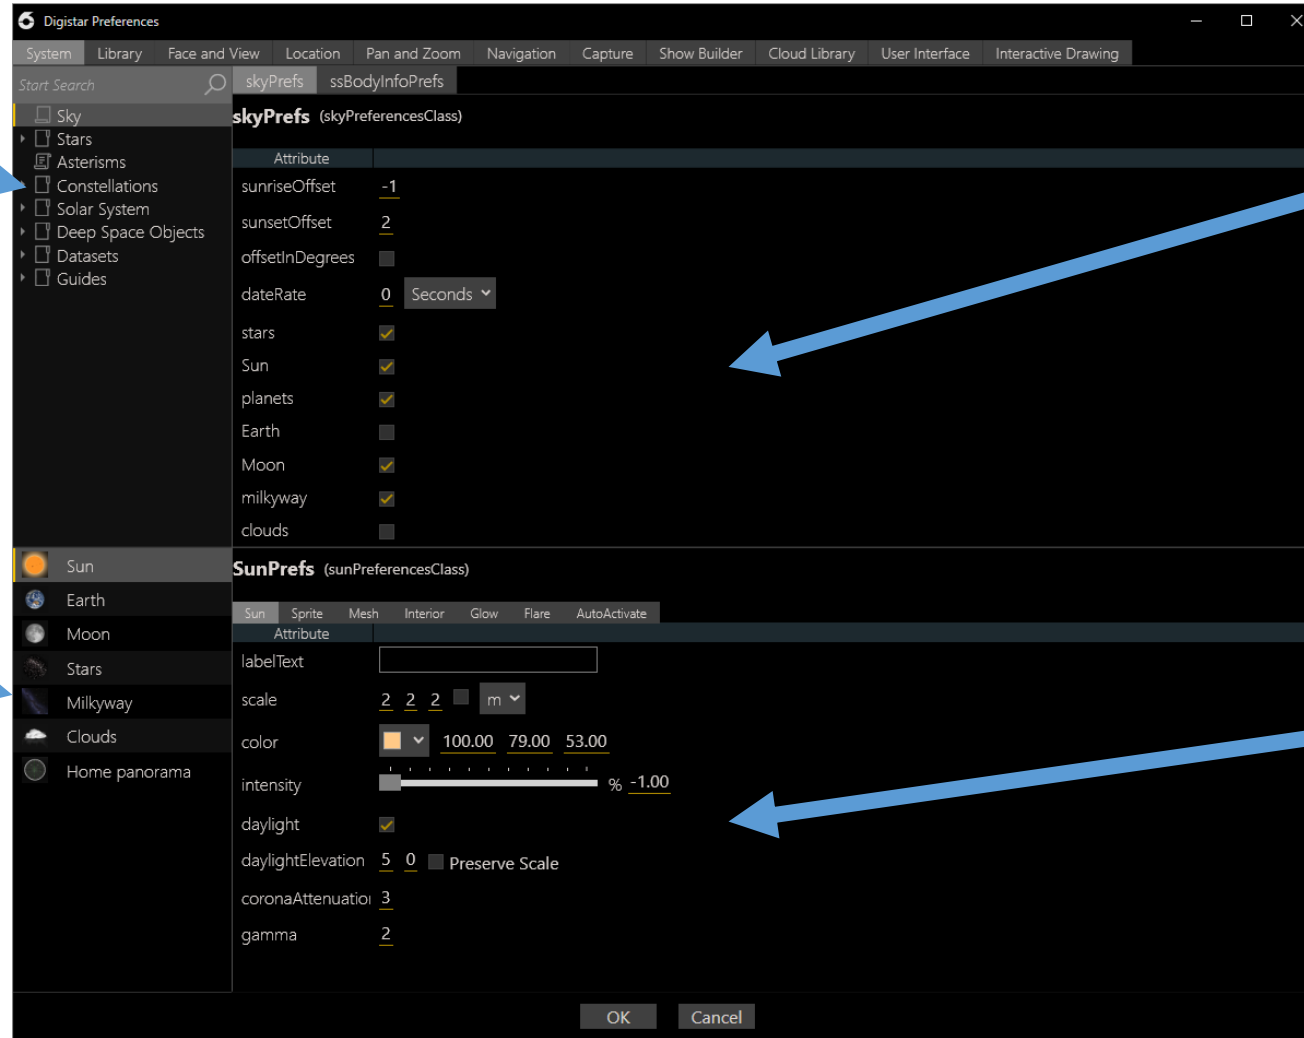 Digistar Preferences
System Library Face and View Location Pan and Zoom Navigation Capture Show Builder Cloud Library User Interface Interactive Drawing
Start Search
Sky
Stars
Asterisms
Constellations
Solar System
Deep Space Objects
Datasets
Guides
skyPrefs ssBodyInfoPrefs
skyPrefs (skyPreferencesClass)
Attribute
sunriseOffset -1
sunsetOffset 2
offsetInDegrees
dateRate 0 Seconds
stars
Sun
planets
Earth
Moon
milkyway
clouds
Sun
Earth
Moon
Stars
Milkyway
Clouds
Home panorama
SunPrefs (sunPreferencesClass)
Sun Sprite Mesh Interior Glow Flare AutoActivate
Attribute
labelText
scale 2 2 2 m
color 100.00 79.00 53.00
intensity % -1.00
daylight
daylightElevation 5 0 Preserve Scale
coronaAttenuatio 3
gamma 2
OK Cancel